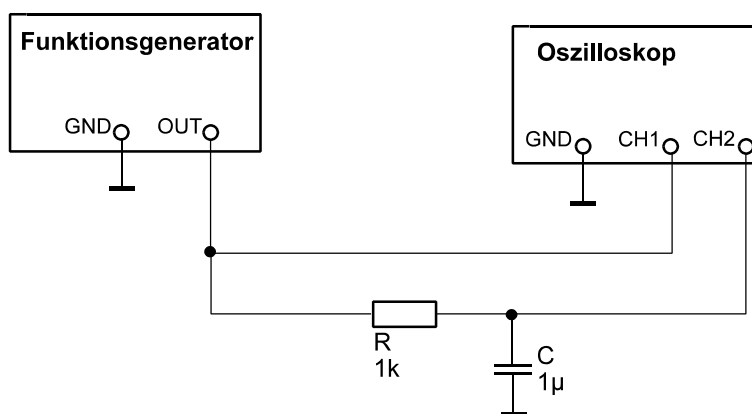 Funktionsgenerator
Oszilloskop
GND
OUT
GND
CH1
CH2
R
1k
C
1µ